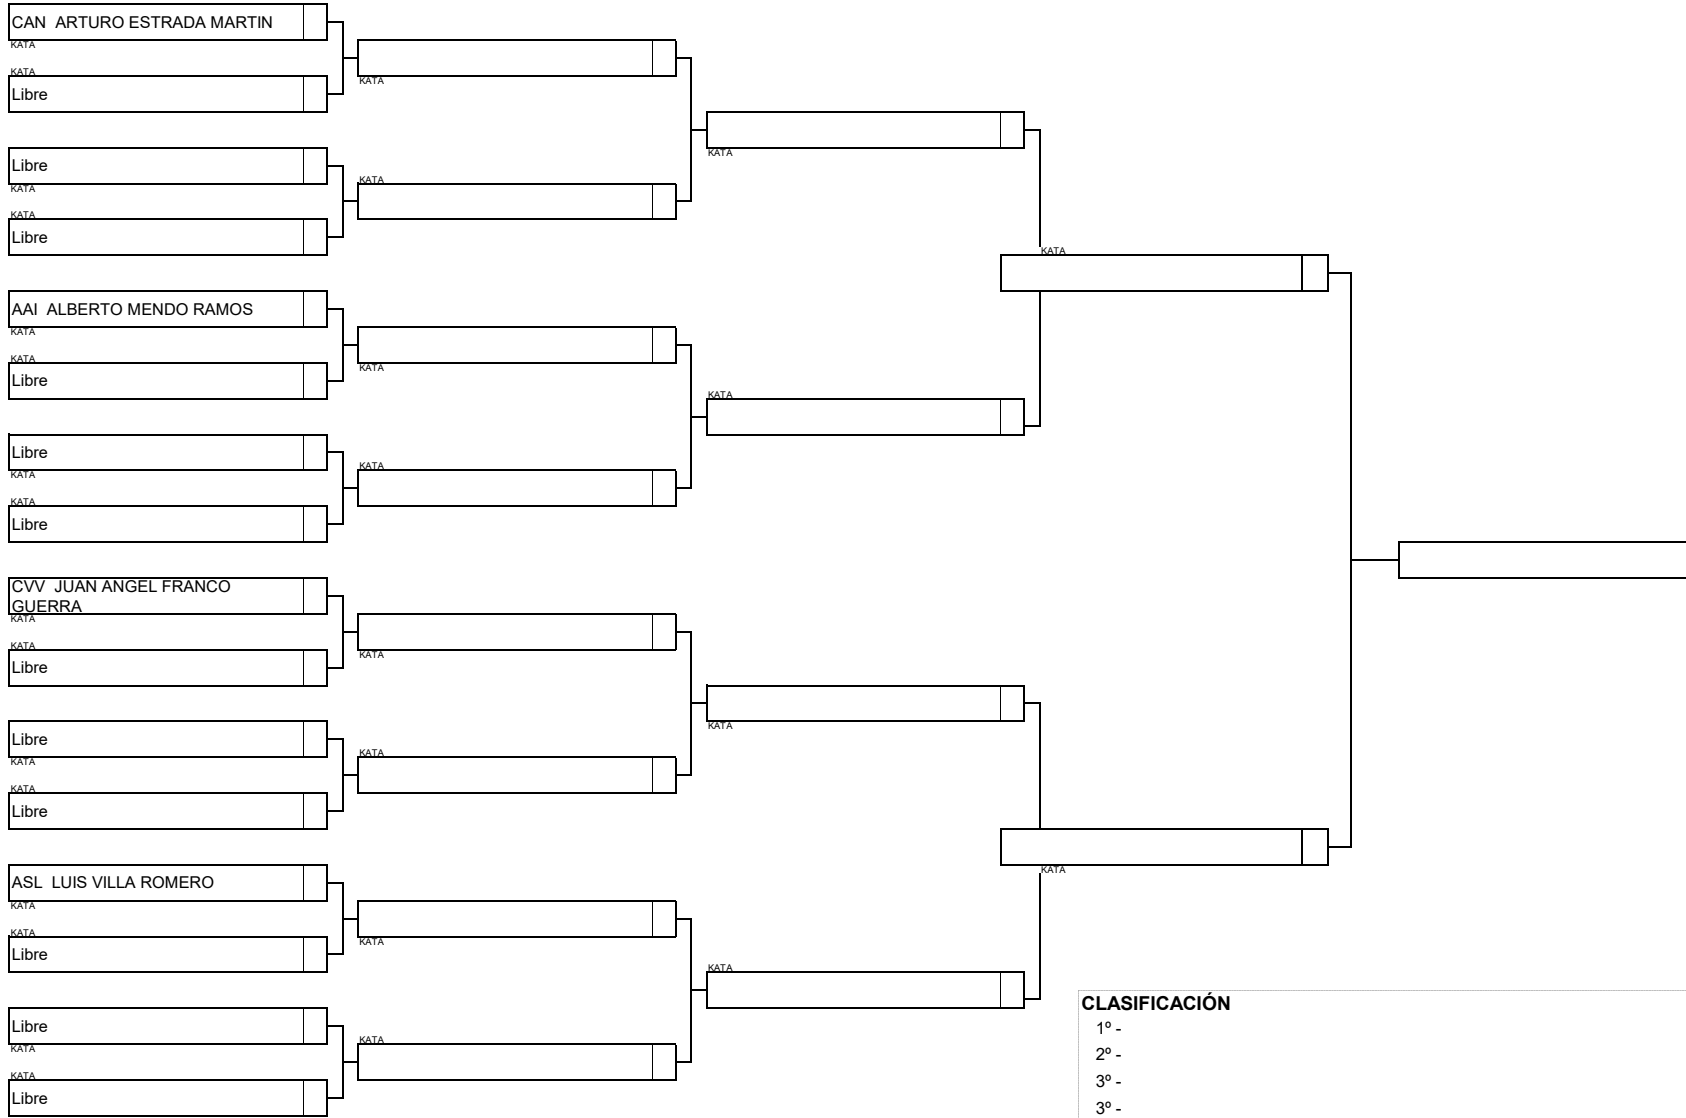 CAN  ARTURO ESTRADA MARTIN
KATA
KATA
Libre
Libre
KATA
KATA
Libre
AAI  ALBERTO MENDO RAMOS
KATA
KATA
Libre
Libre
KATA
KATA
Libre
CVV  JUAN ANGEL FRANCO
GUERRA
KATA
KATA
Libre
Libre
KATA
KATA
Libre
ASL  LUIS VILLA ROMERO
KATA
KATA
Libre
Libre
KATA
KATA
Libre
KATA
KATA
KATA
KATA
KATA
KATA
KATA
KATA
KATA
KATA
KATA
KATA
KATA
KATA
CLASIFICACIÓN
1º -
2º -
3º -
3º -